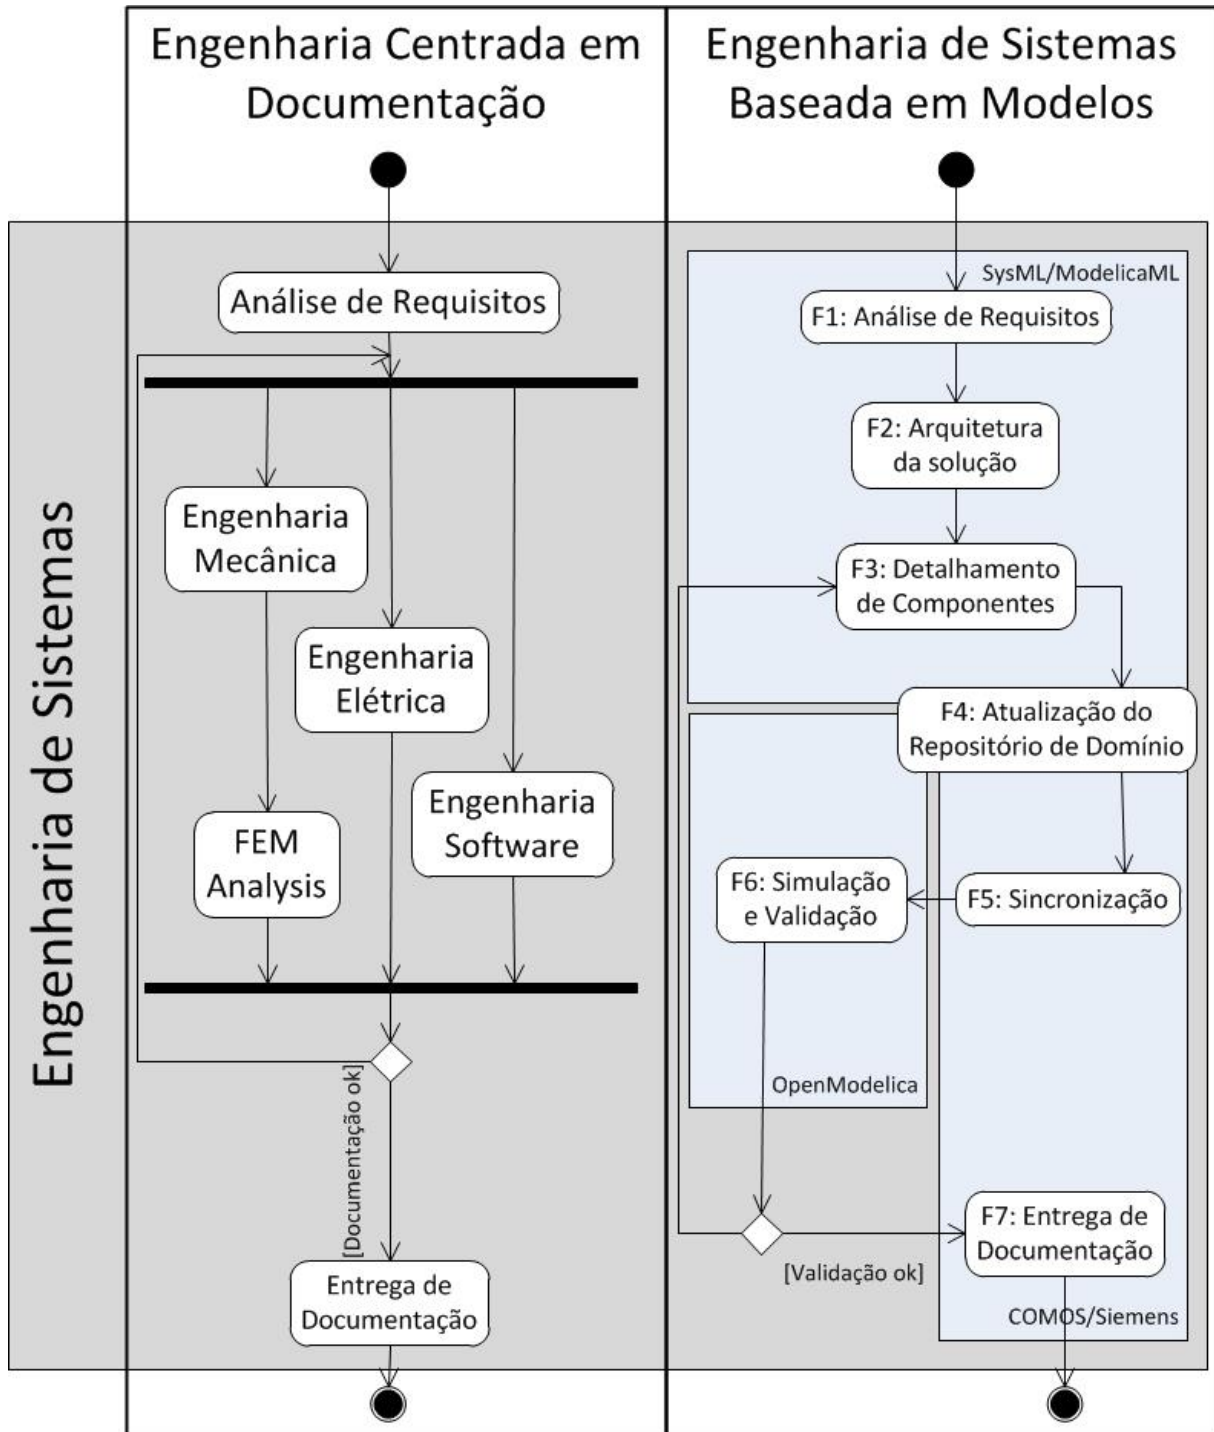 Engenharia Centrada em
Documentação
Engenharia de Sistemas
Baseada em Modelos
Engenharia de Sistemas
Análise de Requisitos
Engenharia
Mecânica
Engenharia
Elétrica
Engenharia
Software
FEM
Analysis
[Documentação ok]
Entrega de
Documentação
SysML/ModelicaML
F1: Análise de Requisitos
F2: Arquitetura
da solução
F3: Detalhamento
de Componentes
F4: Atualização do
Repositório de Domínio
F5: Sincronização
F6: Simulação
e Validação
OpenModelica
[Validação ok]
F7: Entrega de
Documentação
COMOS/Siemens